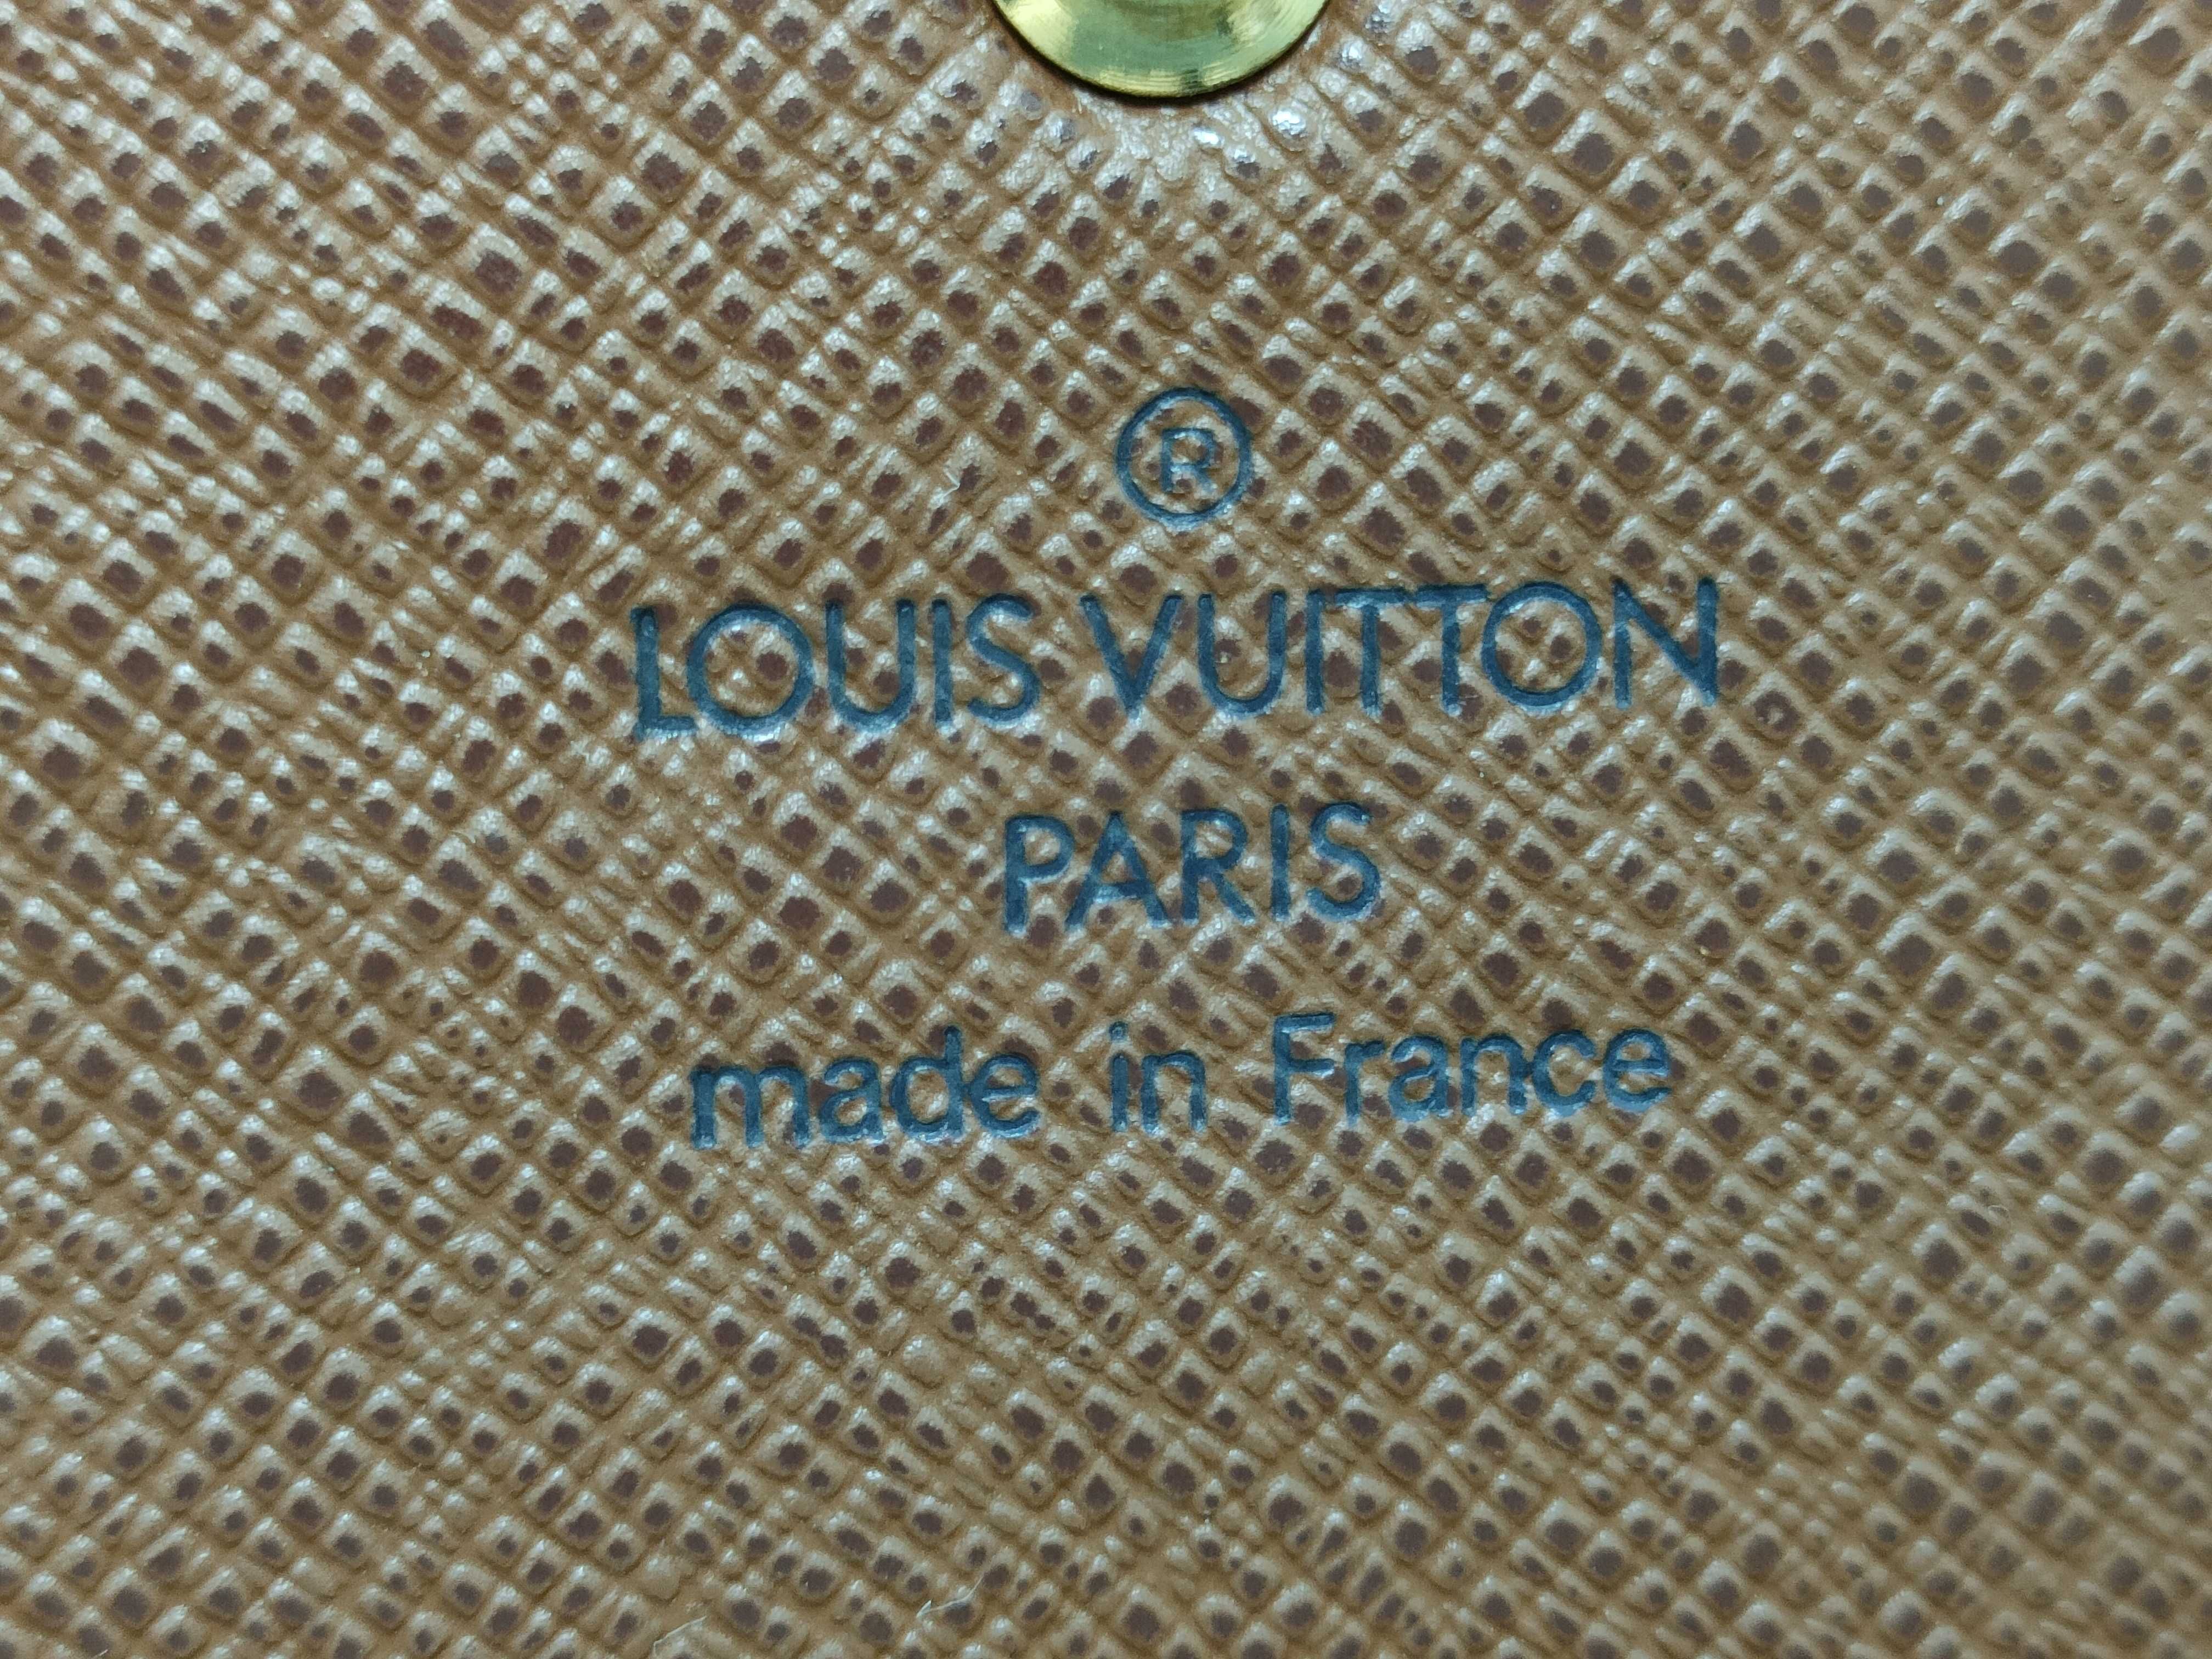 ®
LOUIS VUITTON
PARIS
made in France